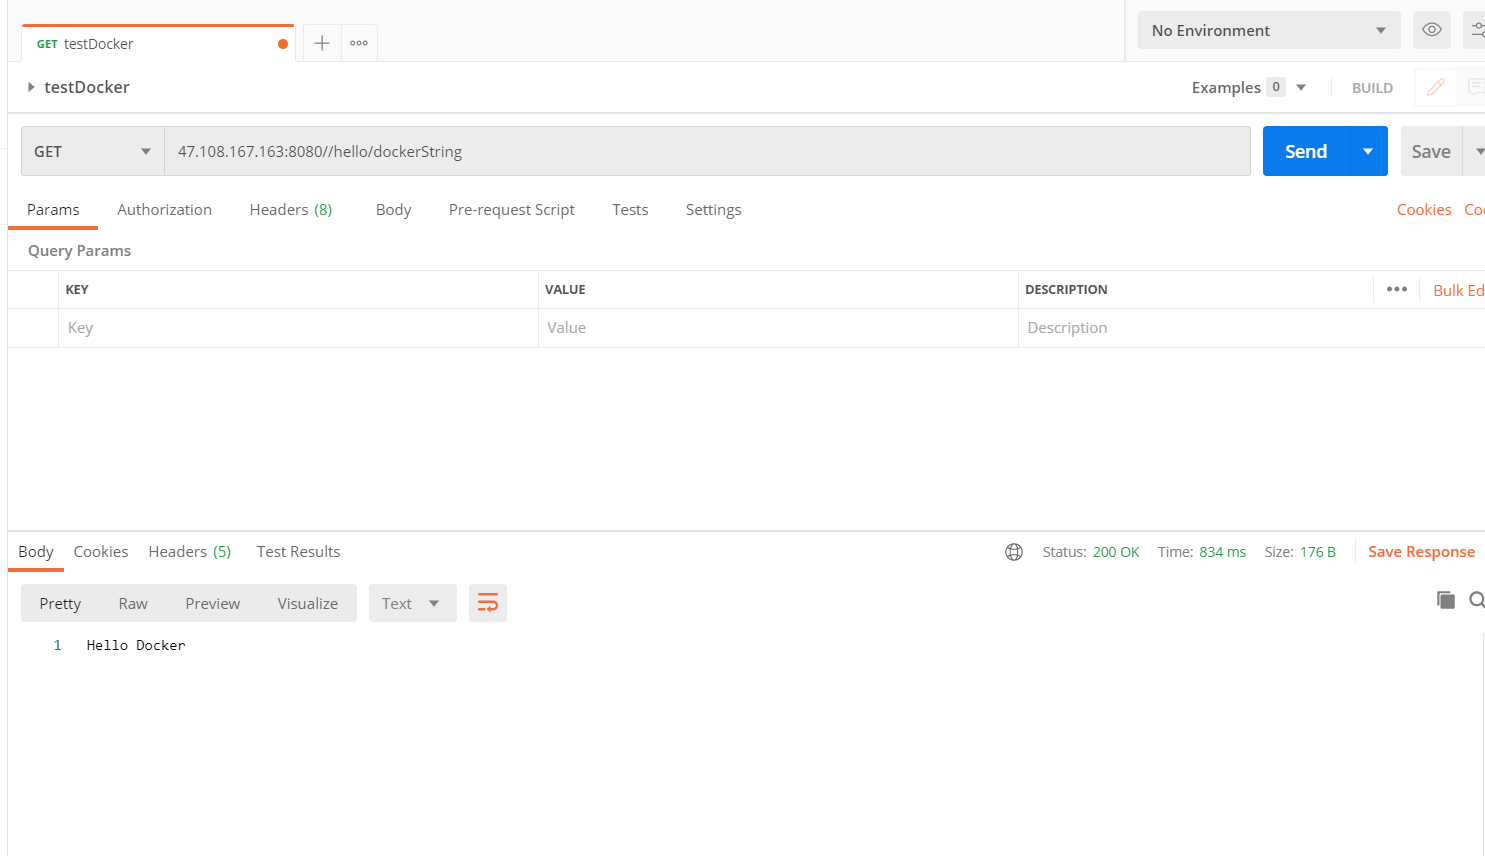 GET testDocker
No Environment
testDocker
Examples 0
BUILD
GET
47.108.167.163:8080//hello/dockerString
Send
Save
Params Authorization Headers (8) Body Pre-request Script Tests Settings
Cookies
Query Params
KEY VALUE DESCRIPTION
Bulk Ed
Key Value Description
Body Cookies Headers (5) Test Results
Status: 200 OK Time: 834 ms Size: 176 B
Save Response
Pretty Raw Preview Visualize Text
1 Hello Docker